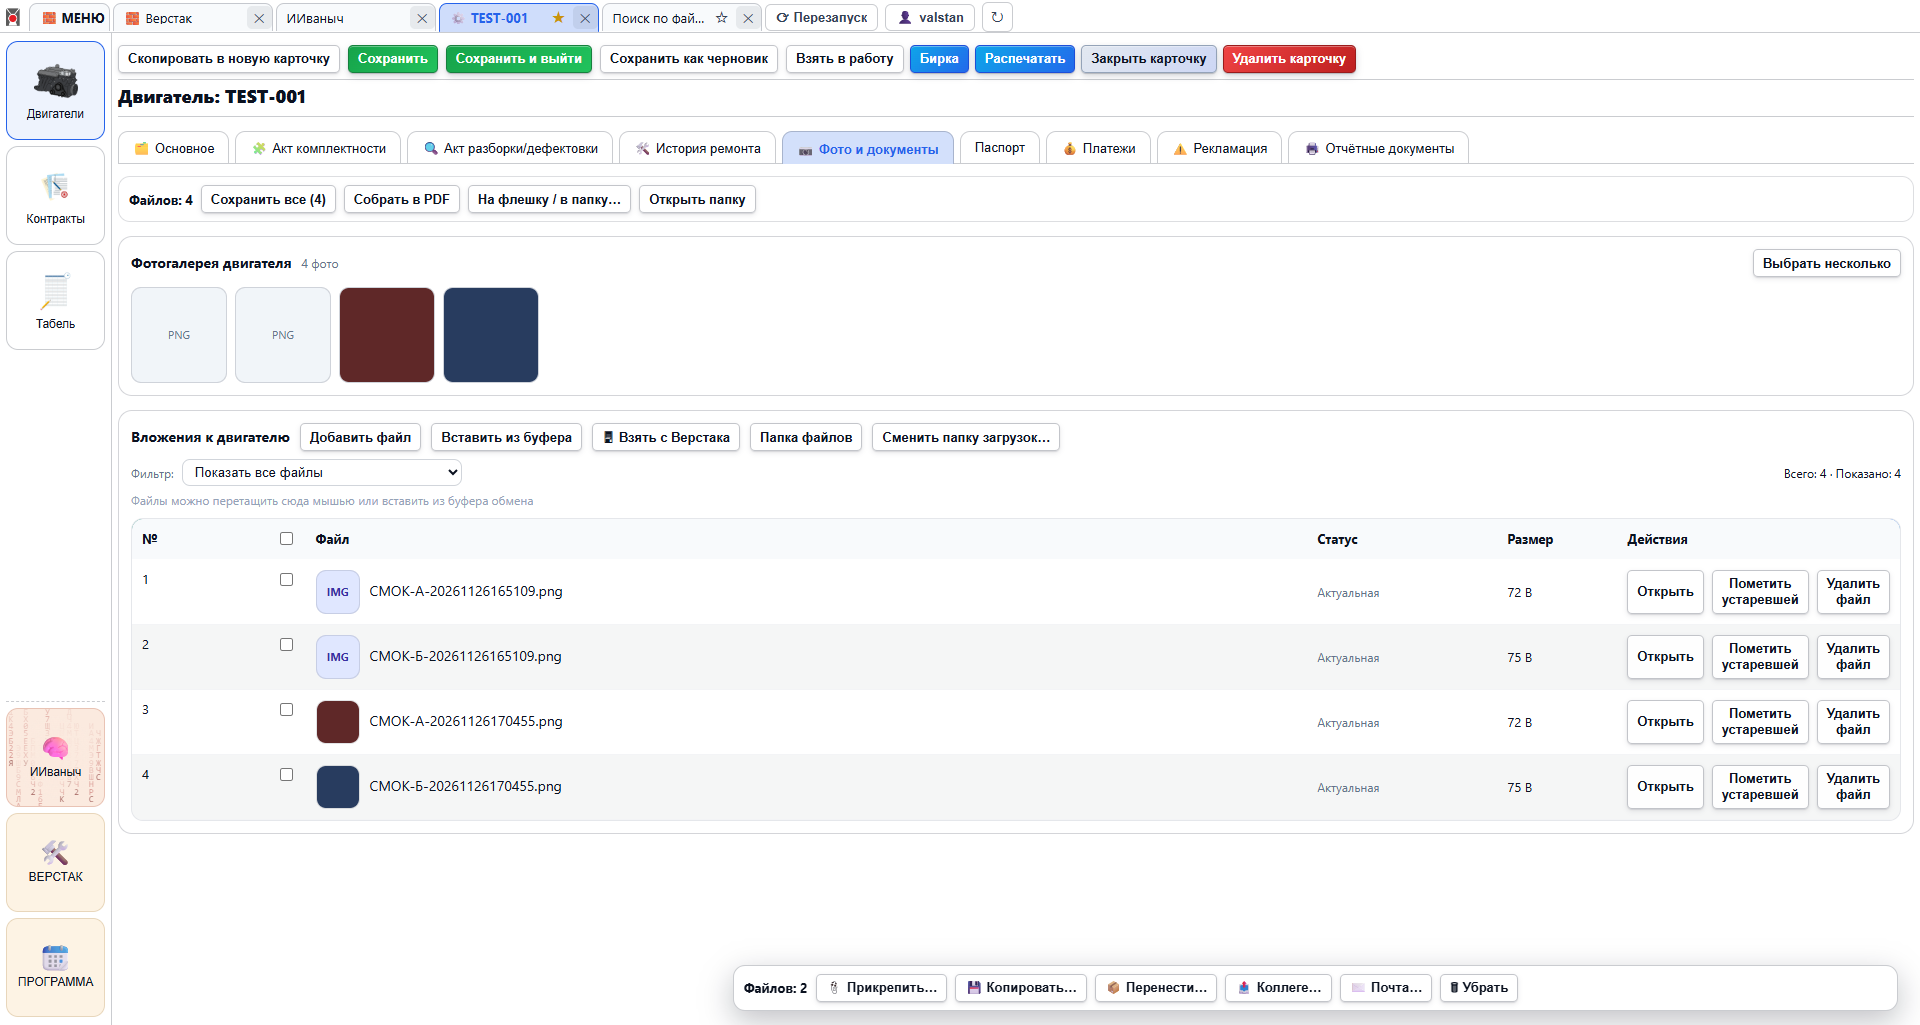 МЕНЮ
Верстак
ИИваныч
TEST-001
Поиск по фай...
Перезапуск
valstan
Двигатели
Контракты
Табель
ИИваныч
ВЕРСТАК
ПРОГРАММА
Скопировать в новую карточку
Сохранить
Сохранить и выйти
Сохранить как черновик
Взять в работу
Бирка
Распечатать
Закрыть карточку
Удалить карточку
Двигатель: TEST-001
Основное
Акт комплектности
Акт разборки/дефектовки
История ремонта
Фото и документы
Паспорт
Платежи
Рекламация
Отчётные документы
Файлов: 4
Сохранить все (4)
Собрать в PDF
На флешку / в папку...
Открыть папку
Фотогалерея двигателя 4 фото
Выбрать несколько
PNG
PNG
Вложения к двигателю
Добавить файл
Вставить из буфера
Взять с Верстака
Папка файлов
Сменить папку загрузок...
Фильтр: Показать все файлы
Всего: 4 · Показано: 4
Файлы можно перетащить сюда мышью или вставить из буфера обмена
№ Файл Статус Размер Действия
1 IMG СМОК-А-20261126165109.png Актуальная 72 B Открыть Пометить устаревшей Удалить файл
2 IMG СМОК-Б-20261126165109.png Актуальная 75 B Открыть Пометить устаревшей Удалить файл
3 СМОК-А-20261126170455.png Актуальная 72 B Открыть Пометить устаревшей Удалить файл
4 СМОК-Б-20261126170455.png Актуальная 75 B Открыть Пометить устаревшей Удалить файл
Файлов: 2
Прикрепить...
Копировать...
Перенести...
Коллеге...
Почта...
Убрать